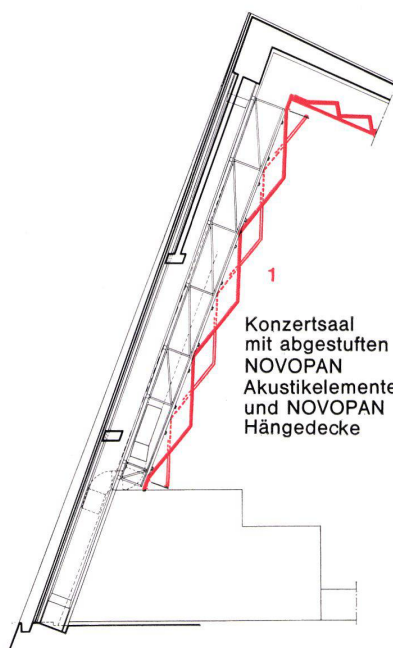 1
Konzertsaal
mit abgestuften
NOVOPAN
Akustikelemente
und NOVOPAN
Hängedecke